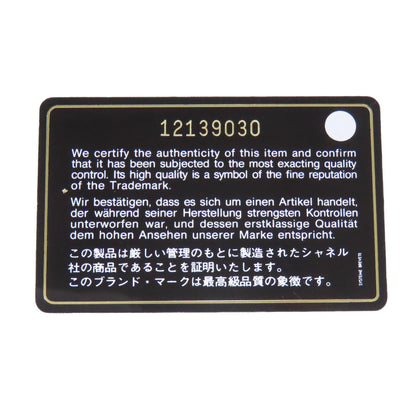 12139030
We certify the authenticity of this item and confirm
that it has been subjected to the most exacting quality
control. Its high quality is a symbol of the fine reputation
of the Trademark.
Wir bestätigen, dass es sich um einen Artikel handelt,
der während seiner Herstellung strengsten Kontrollen
unterworfen war, und dessen erstklassige Qualität
dem hohen Ansehen unserer Marke entspricht.
この製品は厳しい管理のもとに製造されたシャネル
社の商品であることを証明いたします。
このブランド・マークは最高級品質の象徴です。